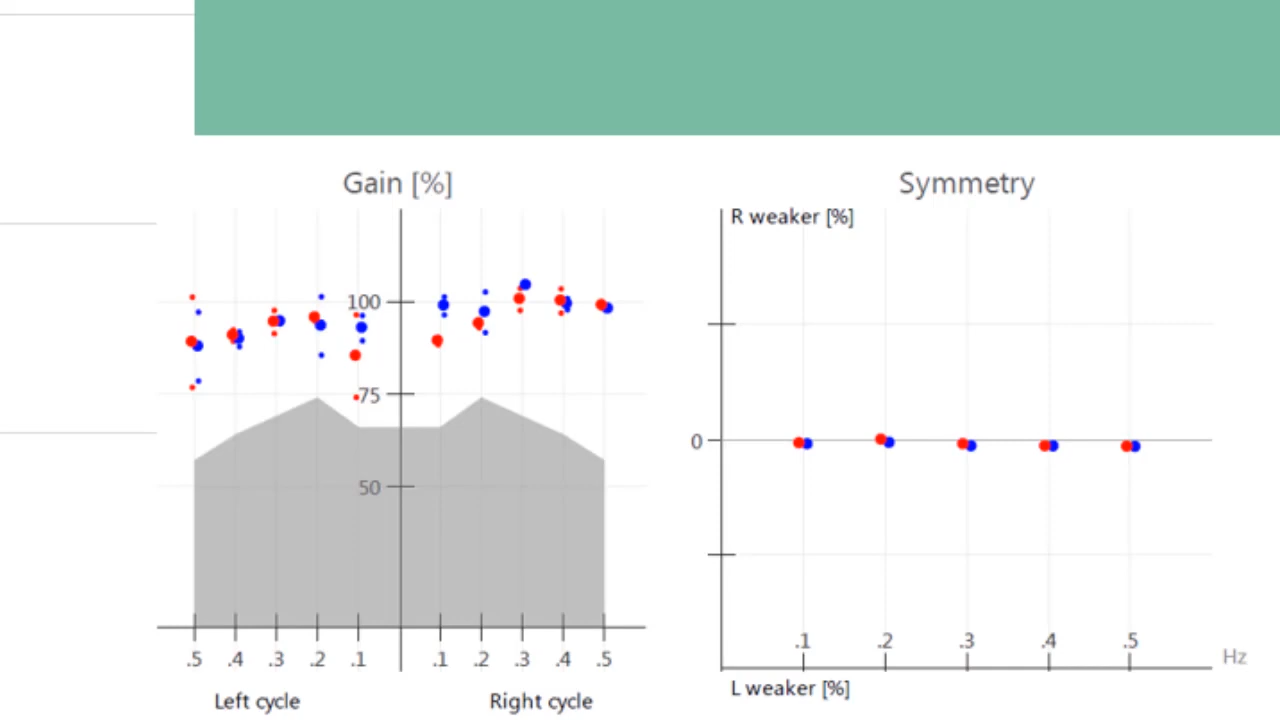 Gain [%]
100
75
50
.5 .4 .3 .2 .1 .1 .2 .3 .4 .5
Left cycle Right cycle
Symmetry
R weaker [%]
0
.1 .2 .3 .4 .5
Hz
L weaker [%]